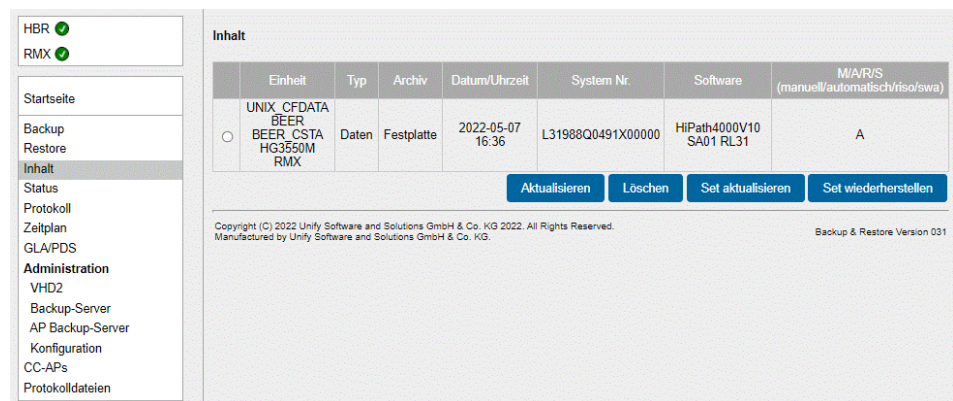 HBR
RMX
Startseite
Backup
Restore
Inhalt
Status
Protokoll
Zeitplan
GLA/PDS
Administration
VHD2
Backup-Server
AP Backup-Server
Konfiguration
CC-APs
Protokolldateien
Inhalt
Einheit Typ Archiv Datum/Uhrzeit System Nr. Software M/A/R/S
(manuell/automatisch/riso/swa)
UNIX_CFDATA
BEER
BEER_CSTA
HG3550M
RMX
Daten
Festplatte
2022-05-07
16:36
L31988Q0491X00000
HiPath4000V10
SA01 RL31
A
Aktualisieren Löschen Set aktualisieren Set wiederherstellen
Copyright (C) 2022 Unify Software and Solutions GmbH & Co. KG 2022. All Rights Reserved.
Manufactured by Unify Software and Solutions GmbH & Co. KG.
Backup & Restore Version 031